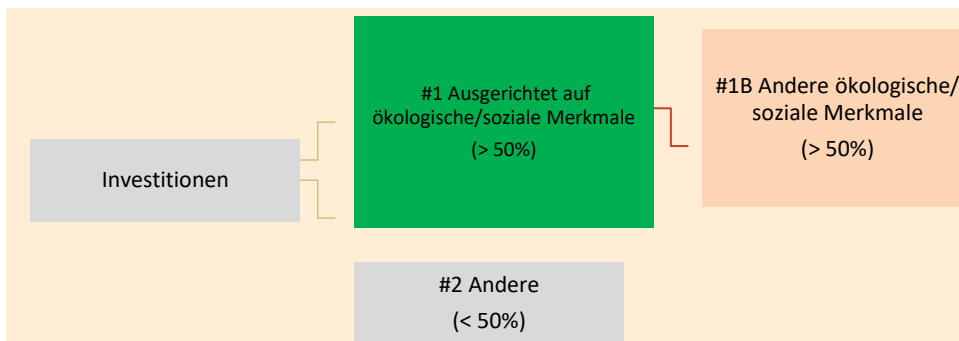 #1 Ausgerichtet auf
ökologische/soziale Merkmale
(> 50%)
#1B Andere ökologische/
soziale Merkmale
(> 50%)
Investitionen
#2 Andere
(< 50%)